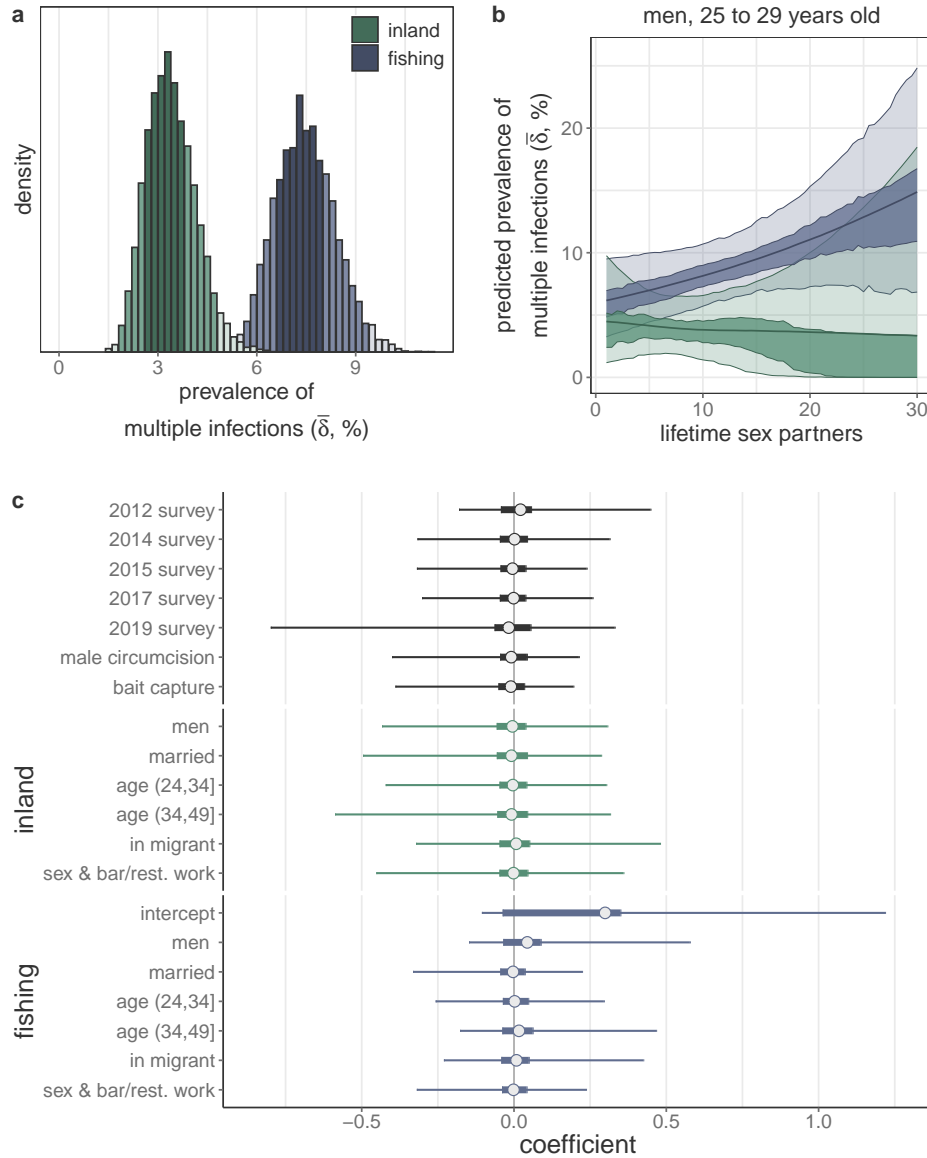 a
inland
fishing
density
0
3
6
9
prevalence of
multiple infections (δ̅, %)
b
men, 25 to 29 years old
predicted prevalence of
multiple infections (δ̅, %)
20
10
0
0
10
20
30
lifetime sex partners
c
2012 survey
2014 survey
2015 survey
2017 survey
2019 survey
male circumcision
bait capture
inland
men
married
age (24,34]
age (34,49]
in migrant
sex & bar/rest. work
fishing
intercept
men
married
age (24,34]
age (34,49]
in migrant
sex & bar/rest. work
−0.5
0.0
0.5
1.0
coefficient